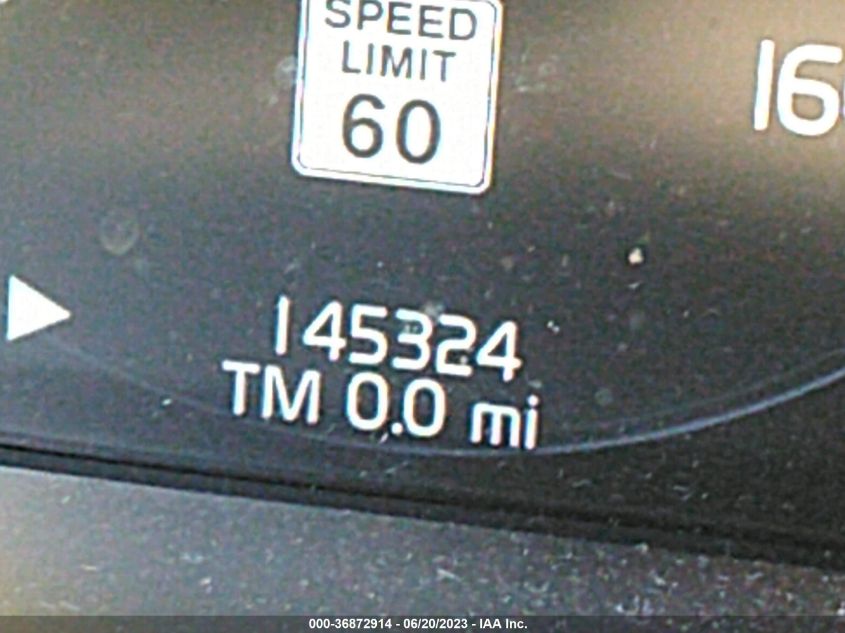 SPEED
LIMIT
60
145324
TM 0.0 mi
000-36872914 - 06/20/2023 - IAA Inc.